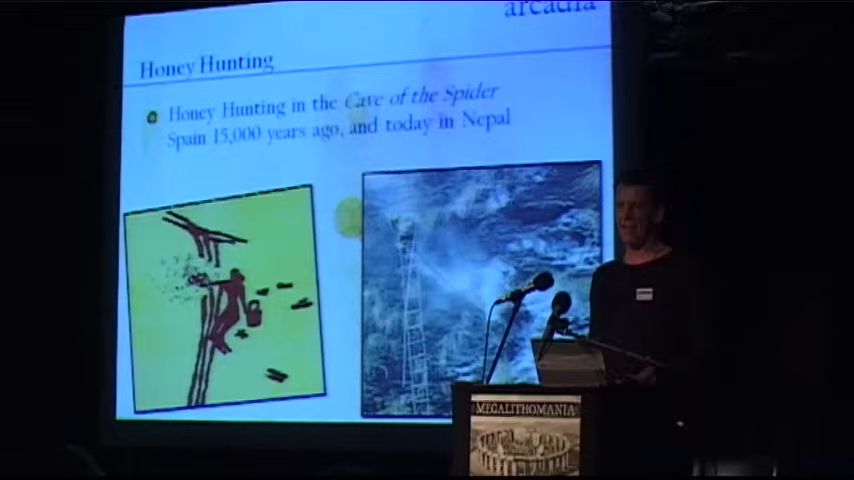 arcadia
Honey Hunting
Honey Hunting in the Cave of the Spider
Spain 15,000 years ago, and today in Nepal
MEGALITHOMANIA